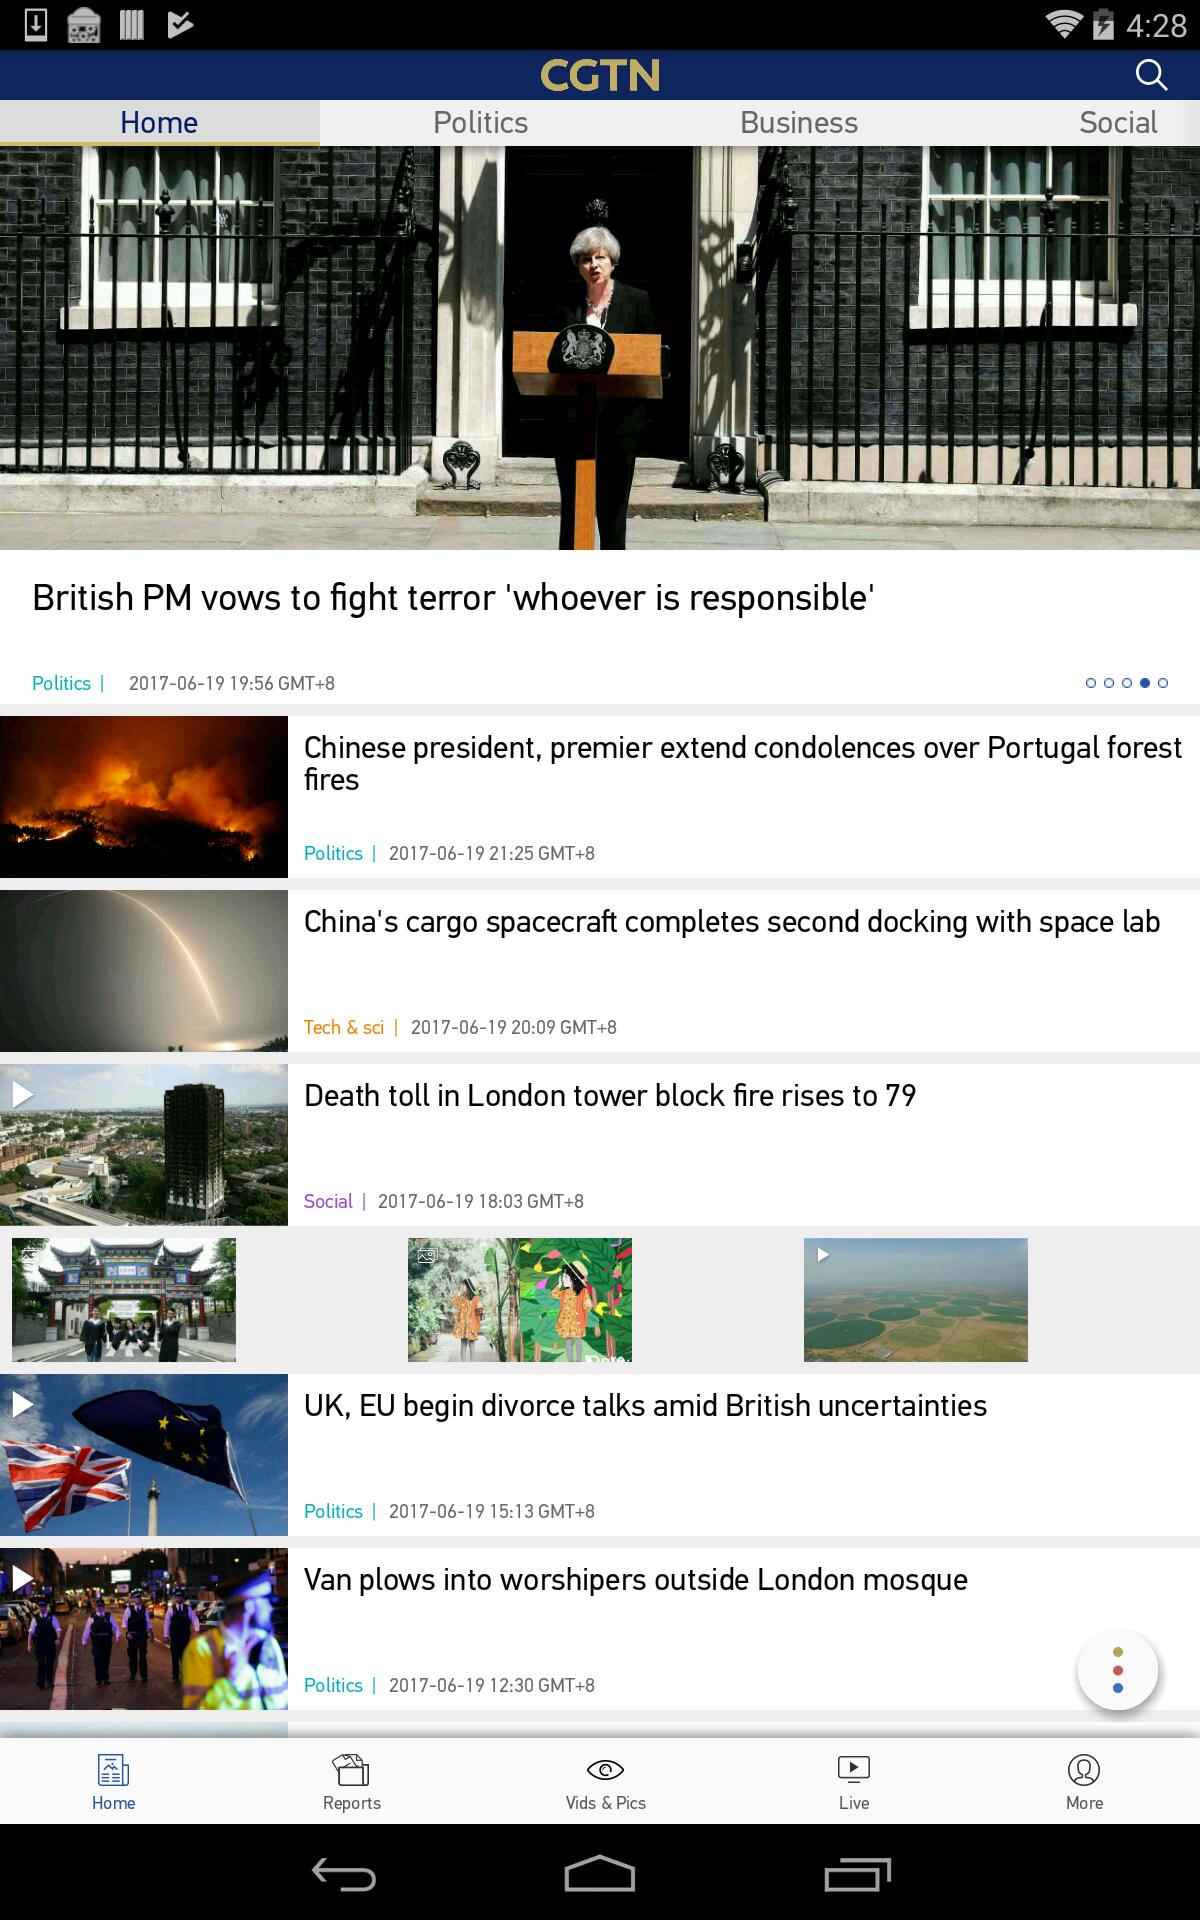 4:28
CGTN
Home
Politics
Business
Social
British PM vows to fight terror 'whoever is responsible'
Politics | 2017-06-19 19:56 GMT+8
Chinese president, premier extend condolences over Portugal forest
fires
Politics | 2017-06-19 21:25 GMT+8
China's cargo spacecraft completes second docking with space lab
Tech & sci | 2017-06-19 20:09 GMT+8
Death toll in London tower block fire rises to 79
Social | 2017-06-19 18:03 GMT+8
UK, EU begin divorce talks amid British uncertainties
Politics | 2017-06-19 15:13 GMT+8
Van plows into worshipers outside London mosque
Politics | 2017-06-19 12:30 GMT+8
Home
Reports
Vids & Pics
Live
More